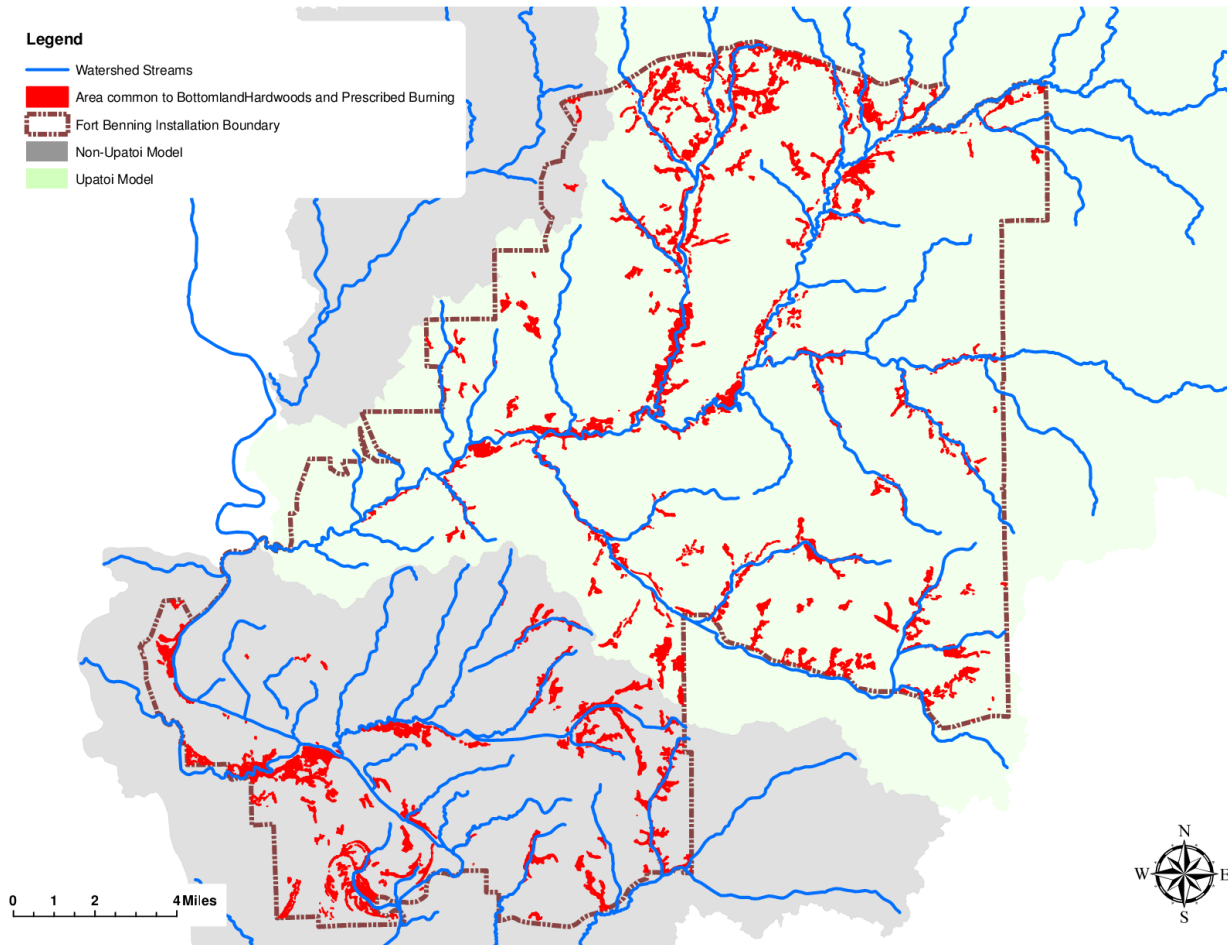 Legend
Watershed Streams
Area common to BottomlandHardwoods and Prescribed Burning
Fort Benning Installation Boundary
Non-Upatoi Model
Upatoi Model
N
W E
S
0 1 2 4 Miles